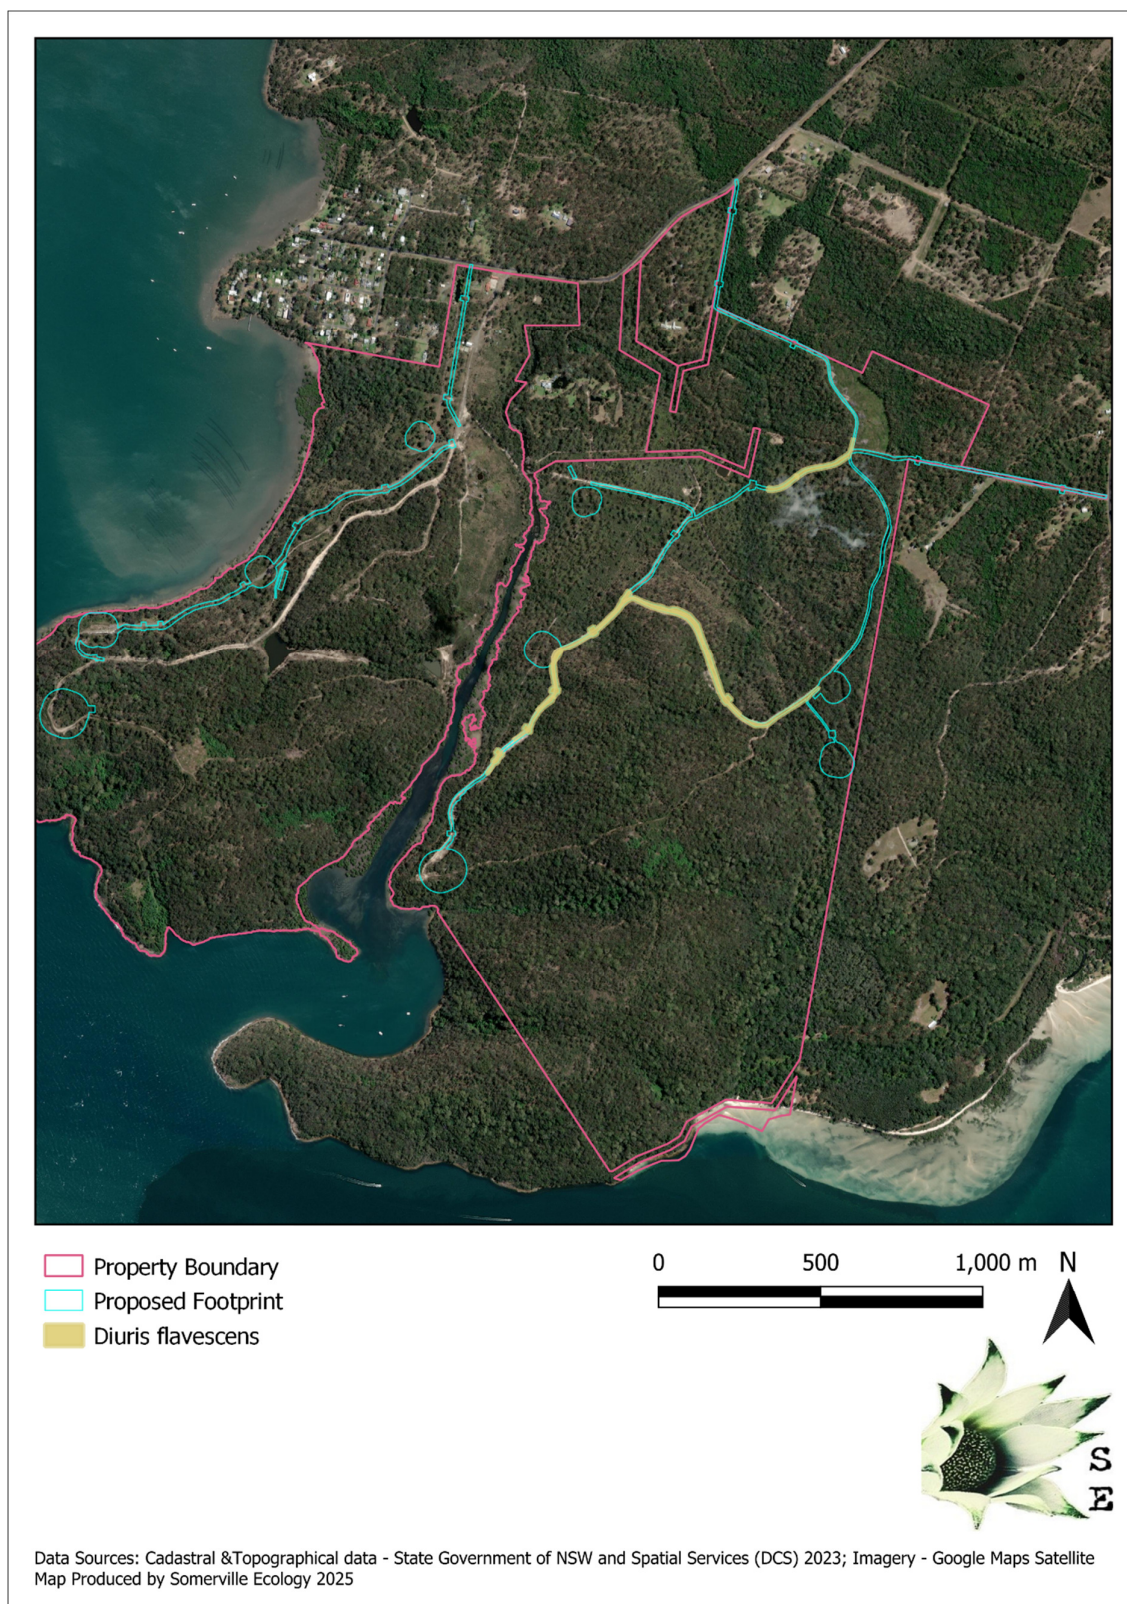 Property Boundary
Proposed Footprint
Diuris flavescens
0 500 1,000 m N
S
E
Data Sources: Cadastral &Topographical data - State Government of NSW and Spatial Services (DCS) 2023; Imagery - Google Maps Satellite
Map Produced by Somerville Ecology 2025